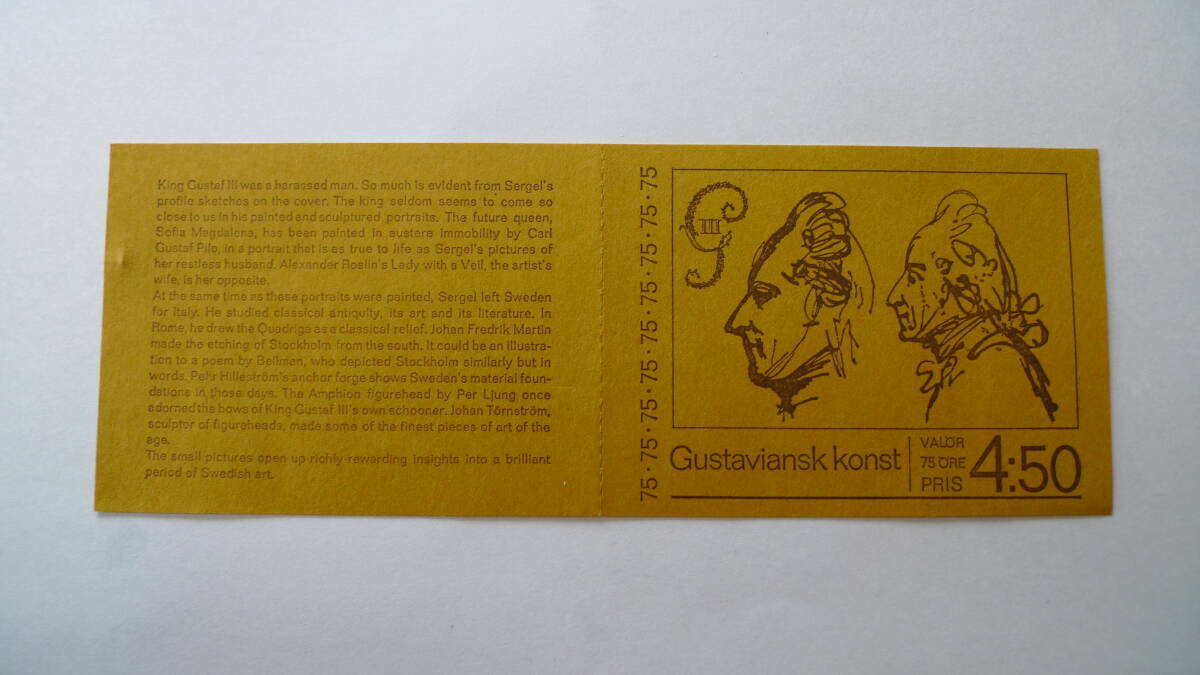 King Gustaf III was a harassed man. So much is evident from Sergel's
profile sketches on the cover. The king seldom seems to come so
close to us in his painted and sculptured portraits. The future queen,
Sofia Magdalena, has been painted in austere immobility by Carl
Gustaf Pilo, in a portrait that is as true to life as Sergel's pictures of
her restless husband. Alexander Roslin's Lady with a Veil, the artist's
wife, is her opposite.
At the same time as these portraits were painted, Sergel left Sweden
for Italy. He studied classical antiquity, its art and its literature. In
Rome, he drew the Quadriga as a classical relief. Johan Fredrik Martin
made the etching of Stockholm from the south. It could be an illustra-
tion to a poem by Bellman, who depicted Stockholm similarly but in
words. Pehr Hilleström's anchor forge shows Sweden's material foun-
dations in those days. The Amphion figurehead by Per Ljung once
adorned the bows of King Gustaf III's own schooner. Johan Törnström,
sculptor of figureheads, made some of the finest pieces of art of the
age.
The small pictures open up richly-rewarding insights into a brilliant
period of Swedish art.
75·75·75·75·75·75·75·75
G III
Gustaviansk konst
VALÖR
75 ÖRE
PRIS
4:50